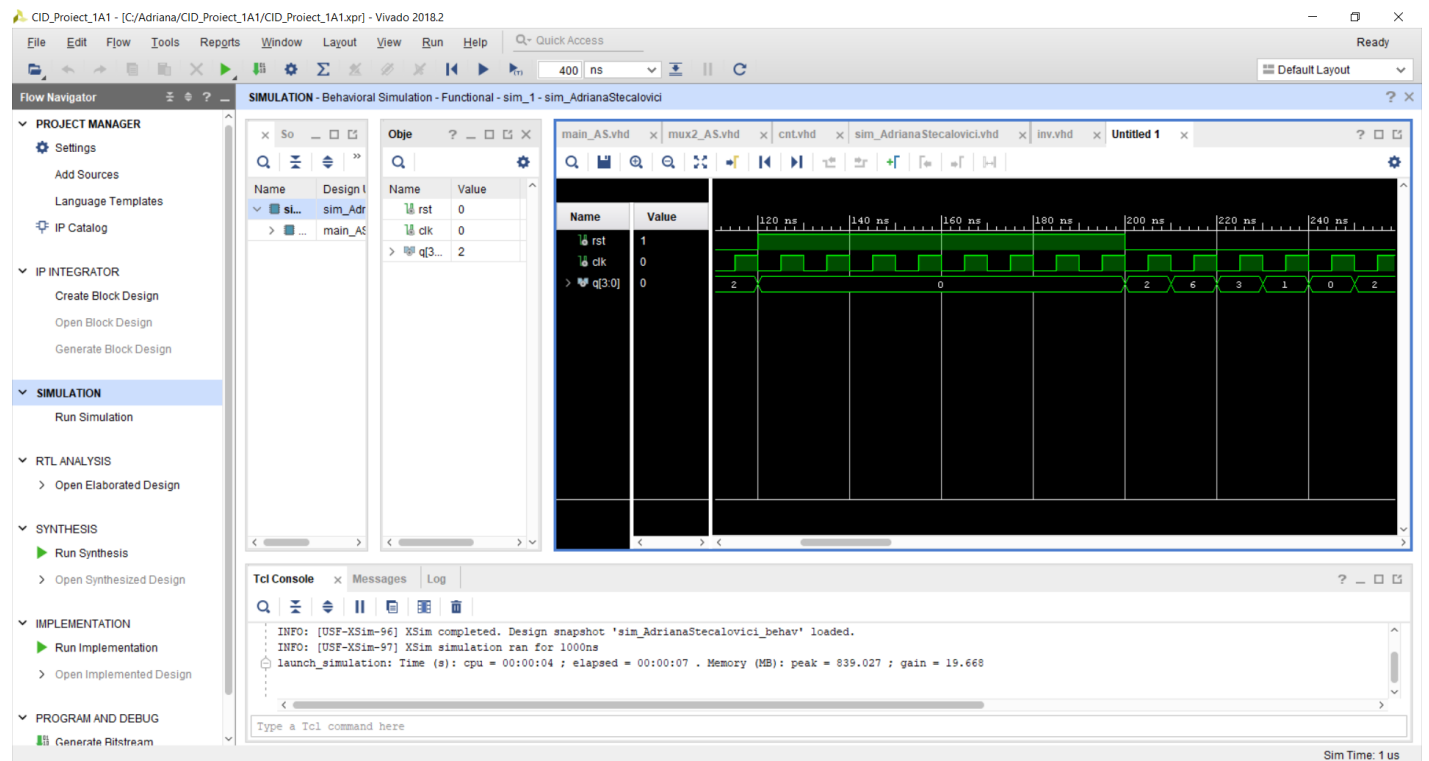 CID_Proiect_1A1 - [C:/Adriana/CID_Proiect_1A1/CID_Proiect_1A1.xpr] - Vivado 2018.2
File Edit Flow Tools Reports Window Layout View Run Help Q- Quick Access Ready
400 ns Default Layout
Flow Navigator
SIMULATION - Behavioral Simulation - Functional - sim_1 - sim_AdrianaStecalovici
PROJECT MANAGER
Settings
Add Sources
Language Templates
IP Catalog
IP INTEGRATOR
Create Block Design
Open Block Design
Generate Block Design
SIMULATION
Run Simulation
RTL ANALYSIS
Open Elaborated Design
SYNTHESIS
Run Synthesis
Open Synthesized Design
IMPLEMENTATION
Run Implementation
Open Implemented Design
PROGRAM AND DEBUG
Generate Bitstream
So
Name Design U
si... sim_Adr
... main_AS
Obje
Name Value
rst 0
clk 0
q[3... 2
main_AS.vhd mux2_AS.vhd cnt.vhd sim_AdrianaStecalovici.vhd inv.vhd Untitled 1
Name Value
120 ns 140 ns 160 ns 180 ns 200 ns 220 ns 240 ns
rst 1
clk 0
q[3:0] 0 2 0 2 6 3 1 0 2
Tcl Console Messages Log
INFO: [USF-XSim-96] XSim completed. Design snapshot 'sim_AdrianaStecalovici_behav' loaded.
INFO: [USF-XSim-97] XSim simulation ran for 1000ns
launch_simulation: Time (s): cpu = 00:00:04 ; elapsed = 00:00:07 . Memory (MB): peak = 839.027 ; gain = 19.668
Type a Tcl command here
Sim Time: 1 us